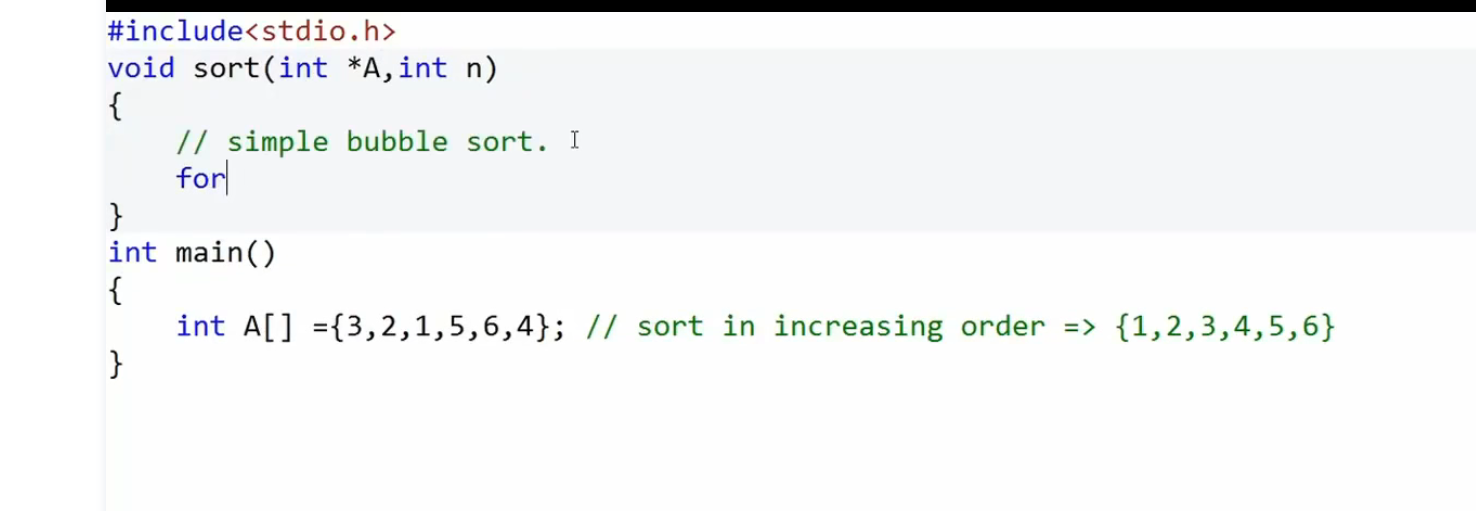 #include<stdio.h>
void sort(int *A,int n)
{
    // simple bubble sort.
    for
}
int main()
{
    int A[] ={3,2,1,5,6,4}; // sort in increasing order => {1,2,3,4,5,6}
}